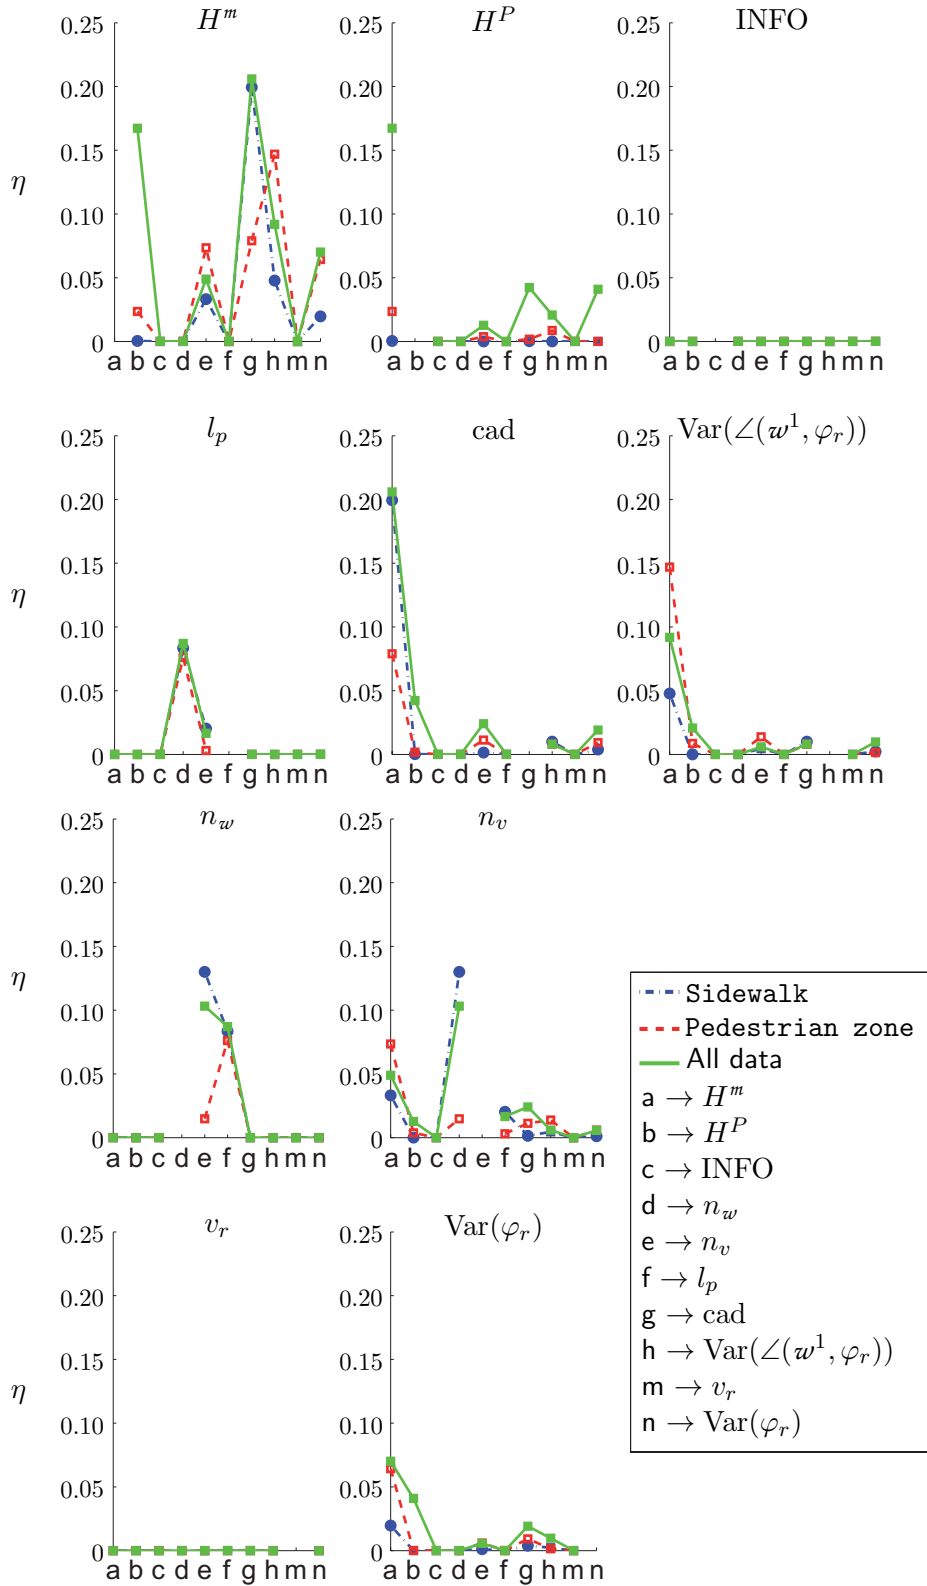 H^m H^P INFO
0.25 0.25 0.25
0.20 0.20 0.20
0.15 0.15 0.15
η
0.10 0.10 0.10
0.05 0.05 0.05
0 0 0
a b c d e f g h m n a b c d e f g h m n a b c d e f g h m n
l_p cad Var(∠(w^1, φ_r))
0.25 0.25 0.25
0.20 0.20 0.20
0.15 0.15 0.15
η
0.10 0.10 0.10
0.05 0.05 0.05
0 0 0
a b c d e f g h m n a b c d e f g h m n a b c d e f g h m n
n_w n_v
0.25 0.25
0.20 0.20
0.15 0.15
η
0.10 0.10
0.05 0.05
0 0
a b c d e f g h m n a b c d e f g h m n
v_r Var(φ_r)
0.25 0.25
0.20 0.20
0.15 0.15
η
0.10 0.10
0.05 0.05
0 0
a b c d e f g h m n a b c d e f g h m n
Sidewalk
Pedestrian zone
All data
a → H^m
b → H^P
c → INFO
d → n_w
e → n_v
f → l_p
g → cad
h → Var(∠(w^1, φ_r))
m → v_r
n → Var(φ_r)